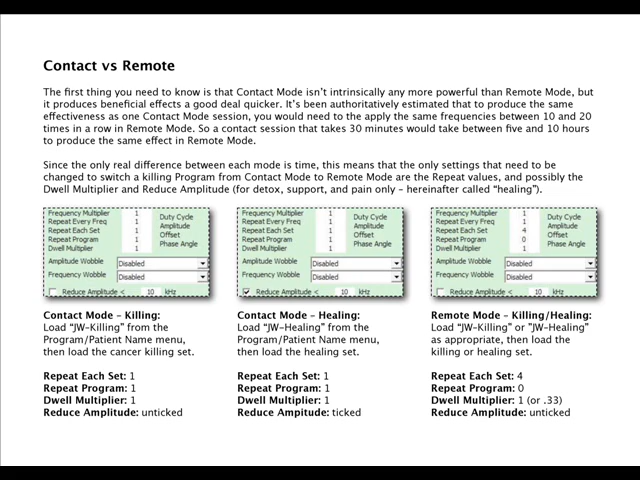 Contact vs Remote
The first thing you need to know is that Contact Mode isn't intrinsically any more powerful than Remote Mode, but
it produces beneficial effects a good deal quicker. It's been authoritatively estimated that to produce the same
effectiveness as one Contact Mode session, you would need to the apply the same frequencies between 10 and 20
times in a row in Remote Mode. So a contact session that takes 30 minutes would take between five and 10 hours
to produce the same effect in Remote Mode.
Since the only real difference between each mode is time, this means that the only settings that need to be
changed to switch a killing Program from Contact Mode to Remote Mode are the Repeat values, and possibly the
Dwell Multiplier and Reduce Amplitude (for detox, support, and pain only – hereinafter called "healing").
Frequency Multiplier 1
Repeat Every Freq 1
Repeat Each Set 1
Repeat Program 1
Dwell Multiplier 1
Duty Cycle
Amplitude
Offset
Phase Angle
Amplitude Wobble Disabled
Frequency Wobble Disabled
Reduce Amplitude < 10 kHz
Frequency Multiplier 1
Repeat Every Freq 1
Repeat Each Set 1
Repeat Program 1
Dwell Multiplier 1
Duty Cycle
Amplitude
Offset
Phase Angle
Amplitude Wobble Disabled
Frequency Wobble Disabled
Reduce Amplitude < 10 kHz
Frequency Multiplier 1
Repeat Every Freq 1
Repeat Each Set 4
Repeat Program 0
Dwell Multiplier 1
Duty Cycle
Amplitude
Offset
Phase Angle
Amplitude Wobble Disabled
Frequency Wobble Disabled
Reduce Amplitude < 10 kHz
Contact Mode – Killing:
Load "JW-Killing" from the
Program/Patient Name menu,
then load the cancer killing set.
Repeat Each Set: 1
Repeat Program: 1
Dwell Multiplier: 1
Reduce Amplitude: unticked
Contact Mode – Healing:
Load "JW-Healing" from the
Program/Patient Name menu,
then load the healing set.
Repeat Each Set: 1
Repeat Program: 1
Dwell Multiplier: 1
Reduce Ampitude: ticked
Remote Mode – Killing/Healing:
Load "JW-Killing" or "JW-Healing"
as appropriate, then load the
killing or healing set.
Repeat Each Set: 4
Repeat Program: 0
Dwell Multiplier: 1 (or .33)
Reduce Amplitude: unticked